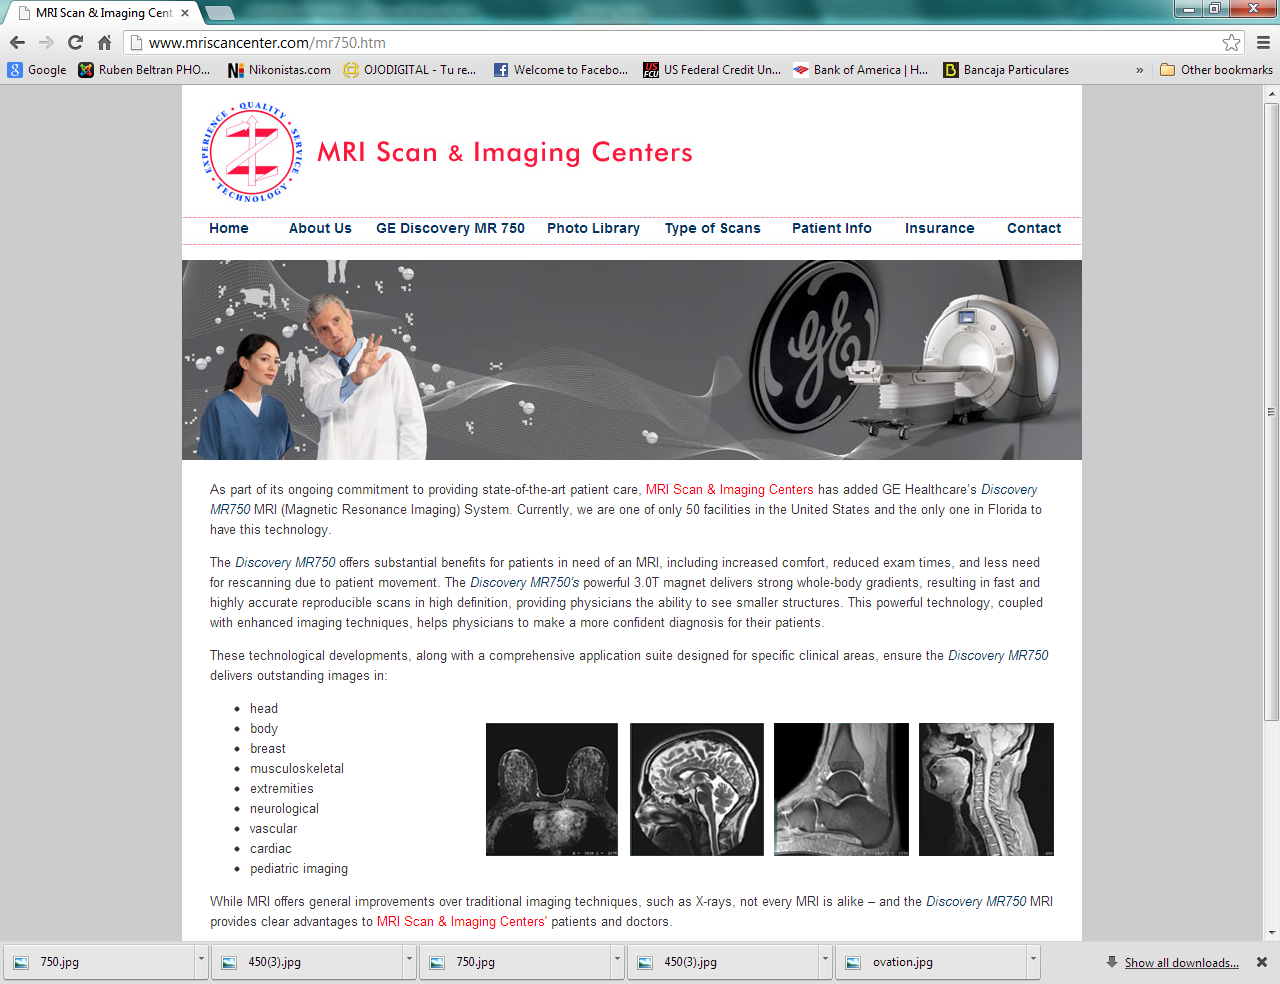 MRI Scan & Imaging Cent
www.mriscancenter.com/mr750.htm
Google
Ruben Beltran PHO...
Nikonistas.com
OJODIGITAL - Tu re...
Welcome to Facebo...
US Federal Credit Un...
Bank of America | H...
Bancaja Particulares
»
Other bookmarks
EXPERIENCE • QUALITY • SERVICE • TECHNOLOGY •
MRI Scan & Imaging Centers
Home
About Us
GE Discovery MR 750
Photo Library
Type of Scans
Patient Info
Insurance
Contact
GE
As part of its ongoing commitment to providing state-of-the-art patient care, MRI Scan & Imaging Centers has added GE Healthcare's Discovery
MR750 MRI (Magnetic Resonance Imaging) System. Currently, we are one of only 50 facilities in the United States and the only one in Florida to
have this technology.
The Discovery MR750 offers substantial benefits for patients in need of an MRI, including increased comfort, reduced exam times, and less need
for rescanning due to patient movement. The Discovery MR750's powerful 3.0T magnet delivers strong whole-body gradients, resulting in fast and
highly accurate reproducible scans in high definition, providing physicians the ability to see smaller structures. This powerful technology, coupled
with enhanced imaging techniques, helps physicians to make a more confident diagnosis for their patients.
These technological developments, along with a comprehensive application suite designed for specific clinical areas, ensure the Discovery MR750
delivers outstanding images in:
• head
• body
• breast
• musculoskeletal
• extremities
• neurological
• vascular
• cardiac
• pediatric imaging
While MRI offers general improvements over traditional imaging techniques, such as X-rays, not every MRI is alike – and the Discovery MR750 MRI
provides clear advantages to MRI Scan & Imaging Centers' patients and doctors.
750.jpg
450(3).jpg
750.jpg
450(3).jpg
ovation.jpg
Show all downloads...